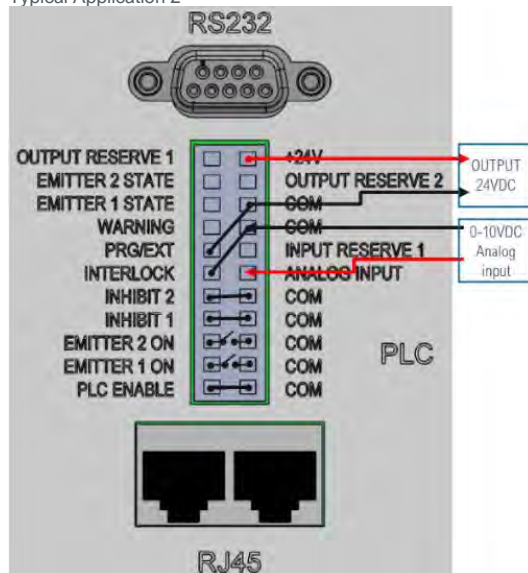 Typical Application 2
RS232
OUTPUT RESERVE 1
+24V
EMITTER 2 STATE
OUTPUT RESERVE 2
EMITTER 1 STATE
COM
WARNING
COM
PRG/EXT
INPUT RESERVE 1
INTERLOCK
ANALOG INPUT
INHIBIT 2
COM
INHIBIT 1
COM
EMITTER 2 ON
COM
EMITTER 1 ON
COM
PLC ENABLE
COM
PLC
OUTPUT
24VDC
0-10VDC
Analog
input
RJ45